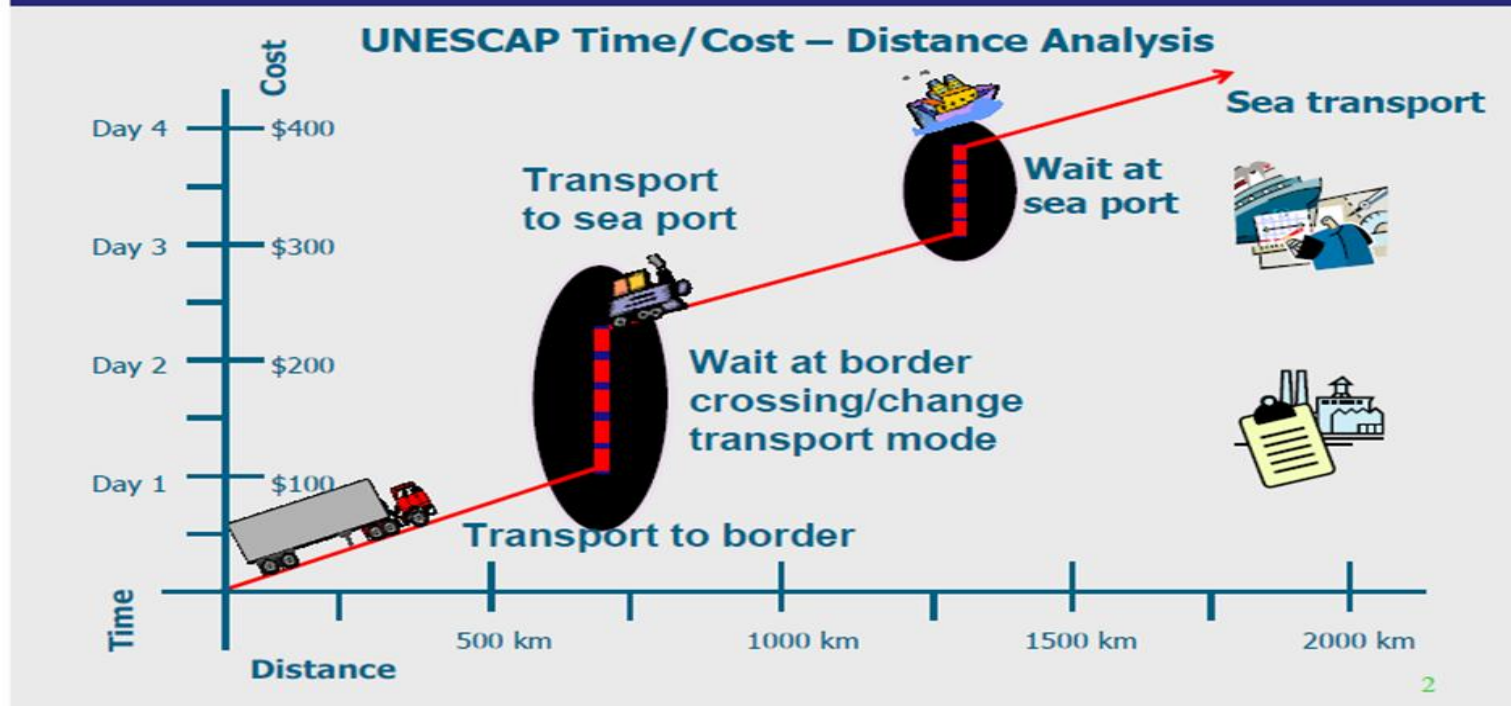 UNESCAP Time/Cost – Distance Analysis
Cost
Day 4
$400
Day 3
$300
Day 2
$200
Day 1
$100
Sea transport
Wait at
sea port
Transport
to sea port
Wait at border
crossing/change
transport mode
Transport to border
Time
500 km
1000 km
1500 km
2000 km
Distance
2